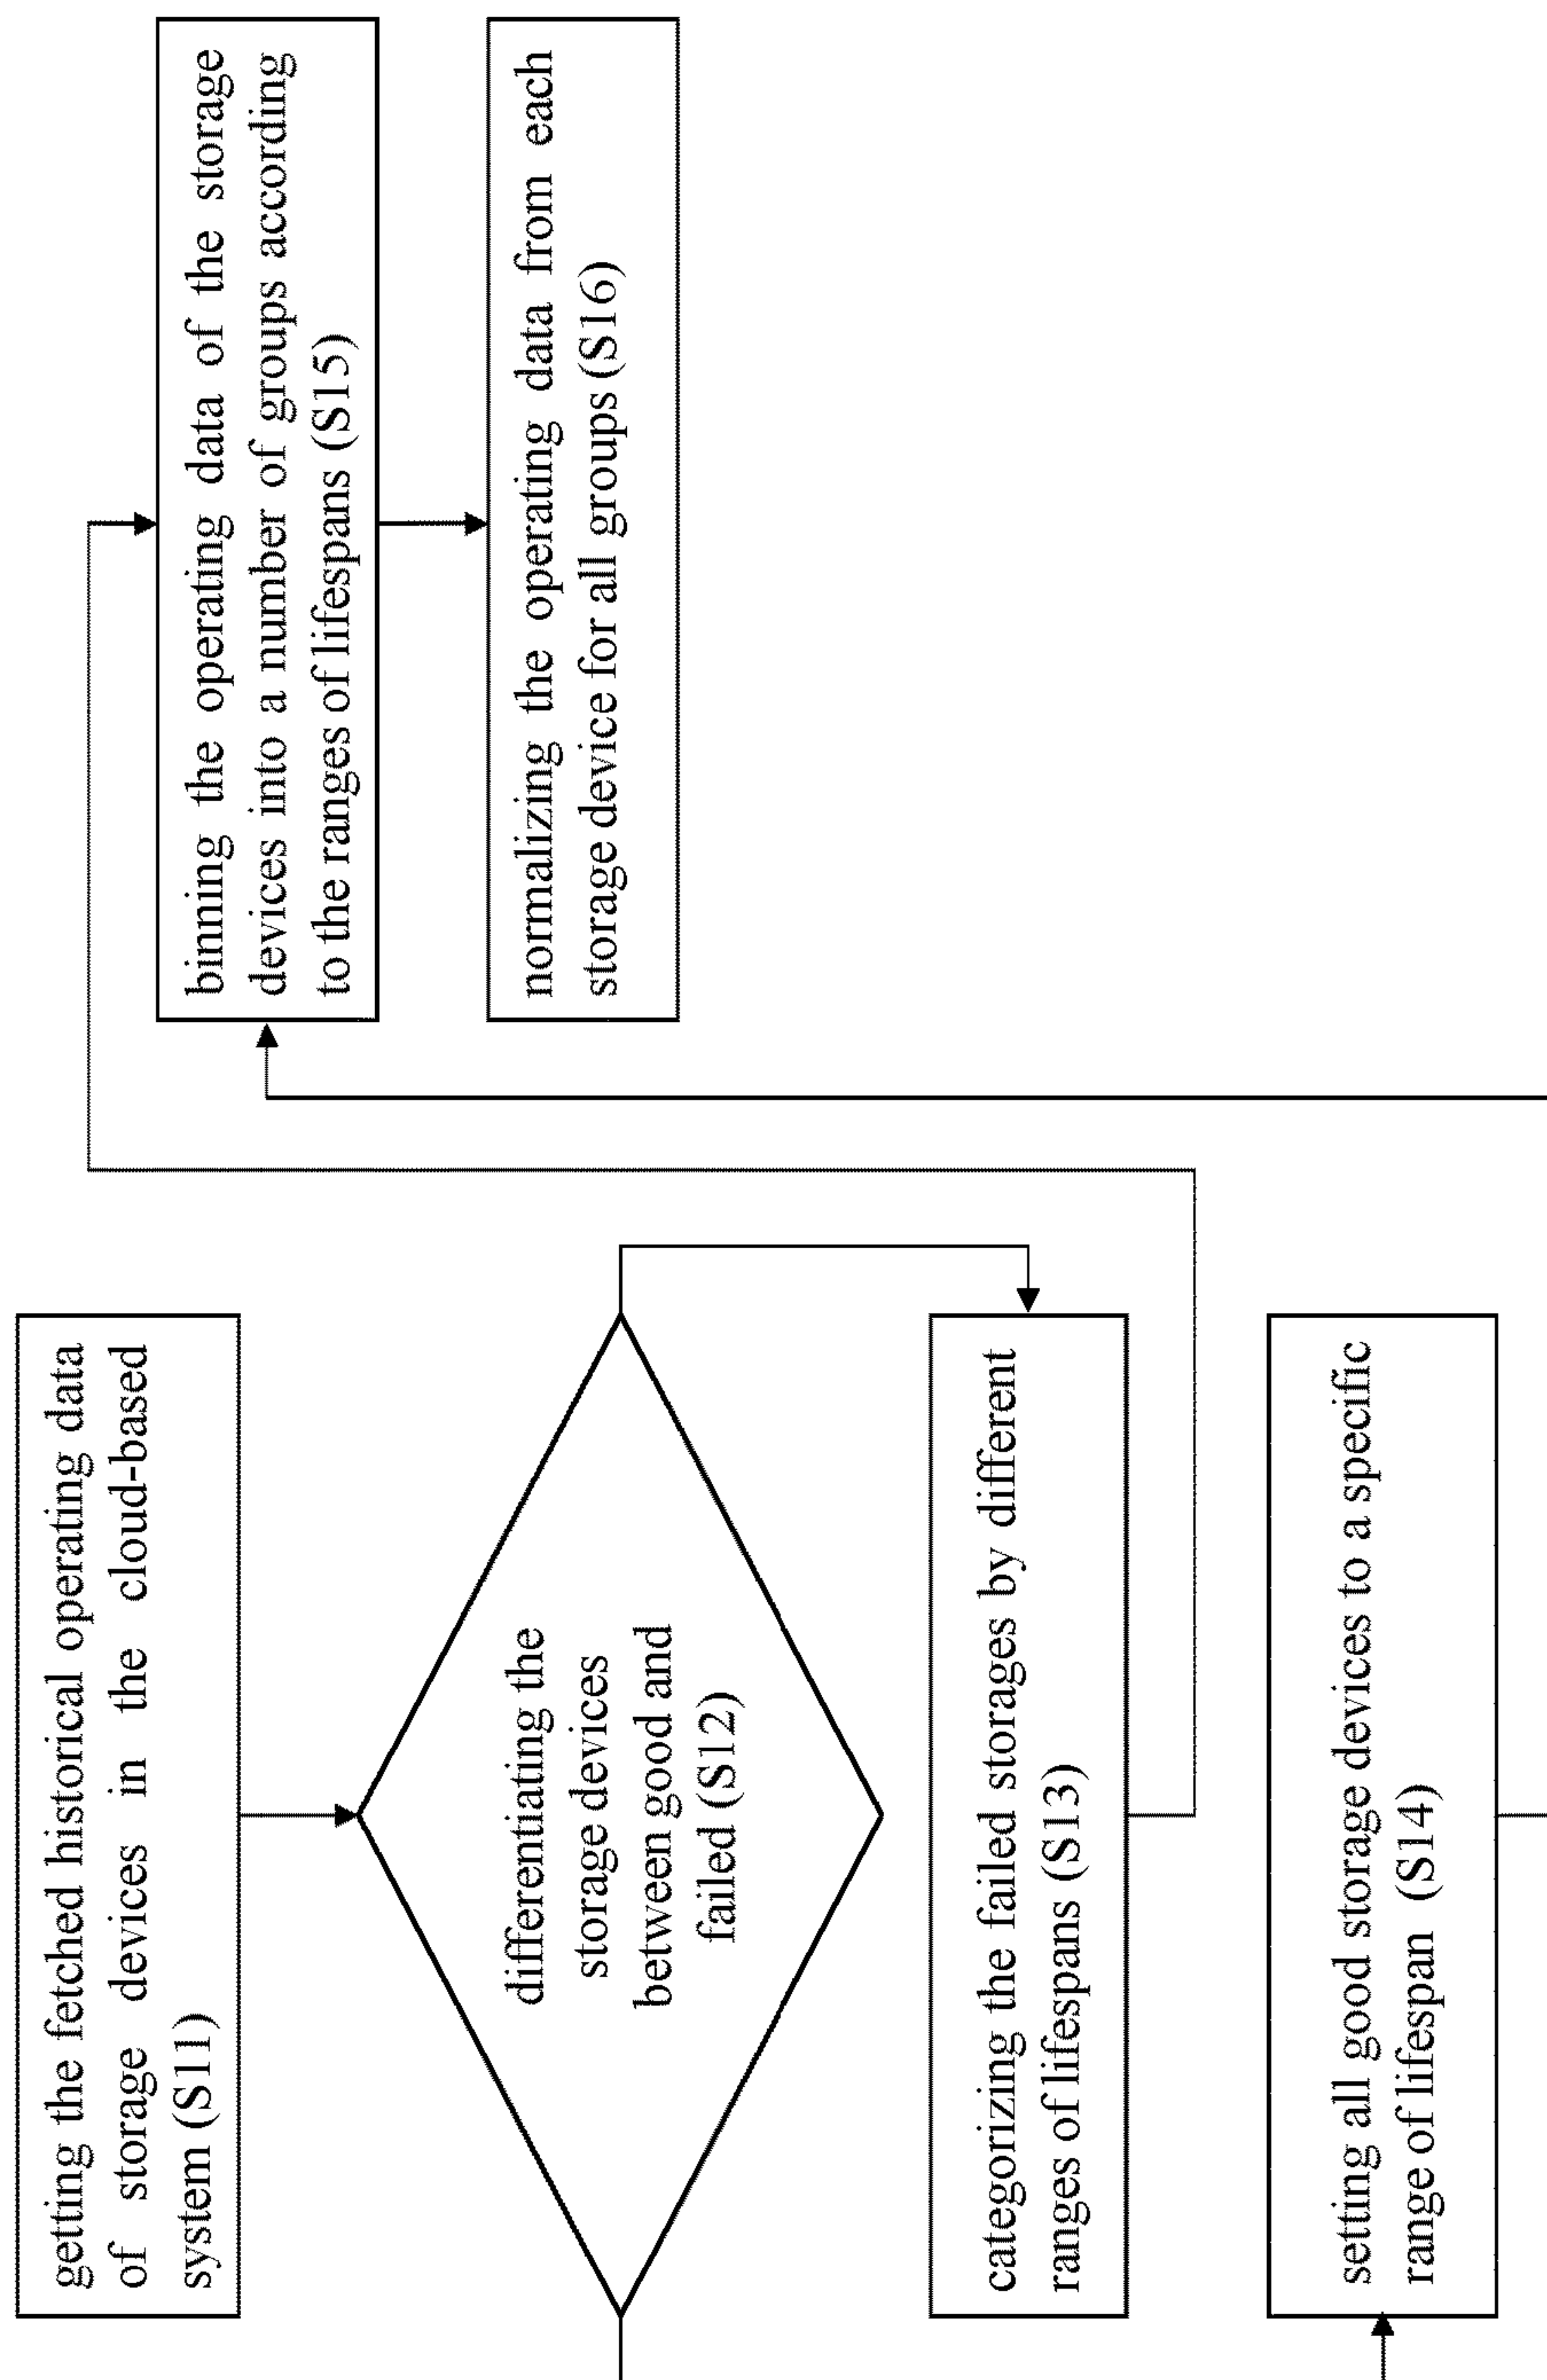 getting the fetched historical operating data
of storage devices in the cloud-based
system (S11)
differentiating the
storage devices
between good and
failed (S12)
categorizing the failed storages by different
ranges of lifespans (S13)
setting all good storage devices to a specific
range of lifespan (S14)
binning the operating data of the storage
devices into a number of groups according
to the ranges of lifespans (S15)
normalizing the operating data from each
storage device for all groups (S16)